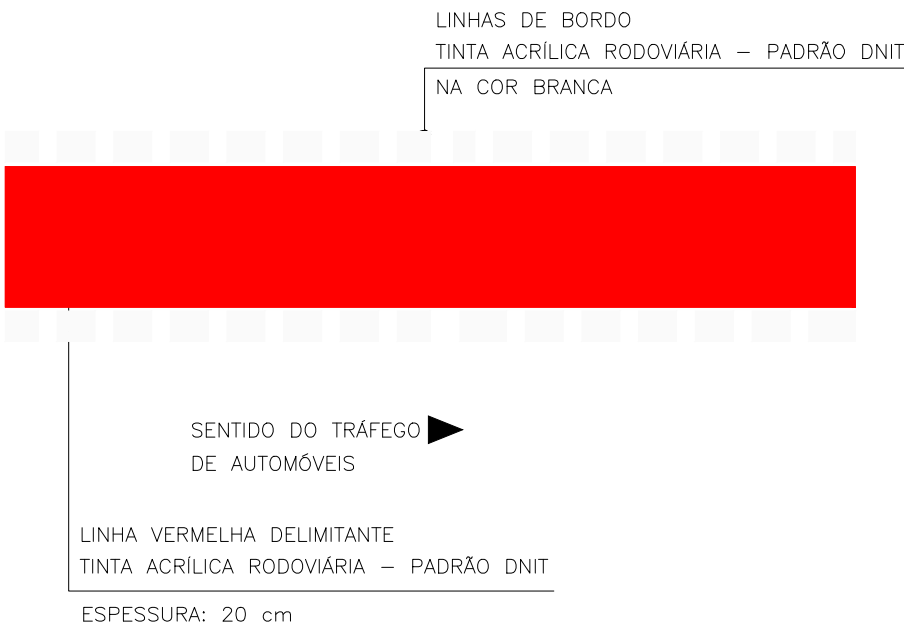 LINHAS DE BORDO
TINTA ACRÍLICA RODOVIÁRIA – PADRÃO DNIT
NA COR BRANCA
SENTIDO DO TRÁFEGO
DE AUTOMÓVEIS
LINHA VERMELHA DELIMITANTE
TINTA ACRÍLICA RODOVIÁRIA – PADRÃO DNIT
ESPESSURA: 20 cm